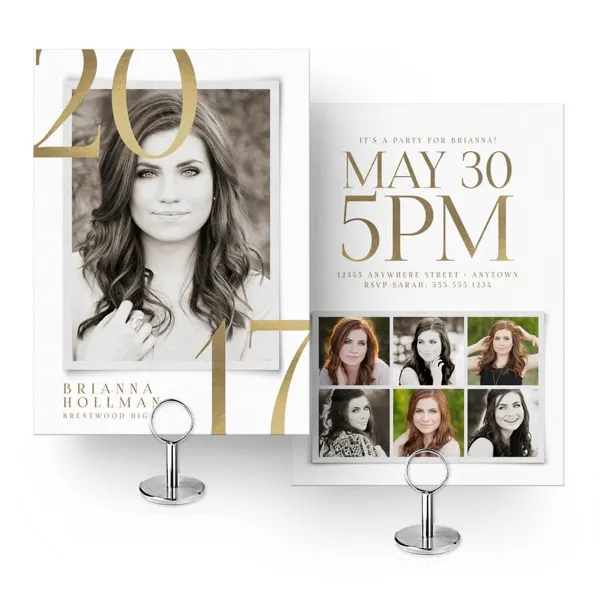 20
17
BRIANNA
HOLLMAN
BRENTWOOD
IT'S A PARTY FOR BRIANNA!
MAY 30
5PM
12345 ANYWHERE STREET • ANYTOWN
RSVP SARAH: 555.555.1234